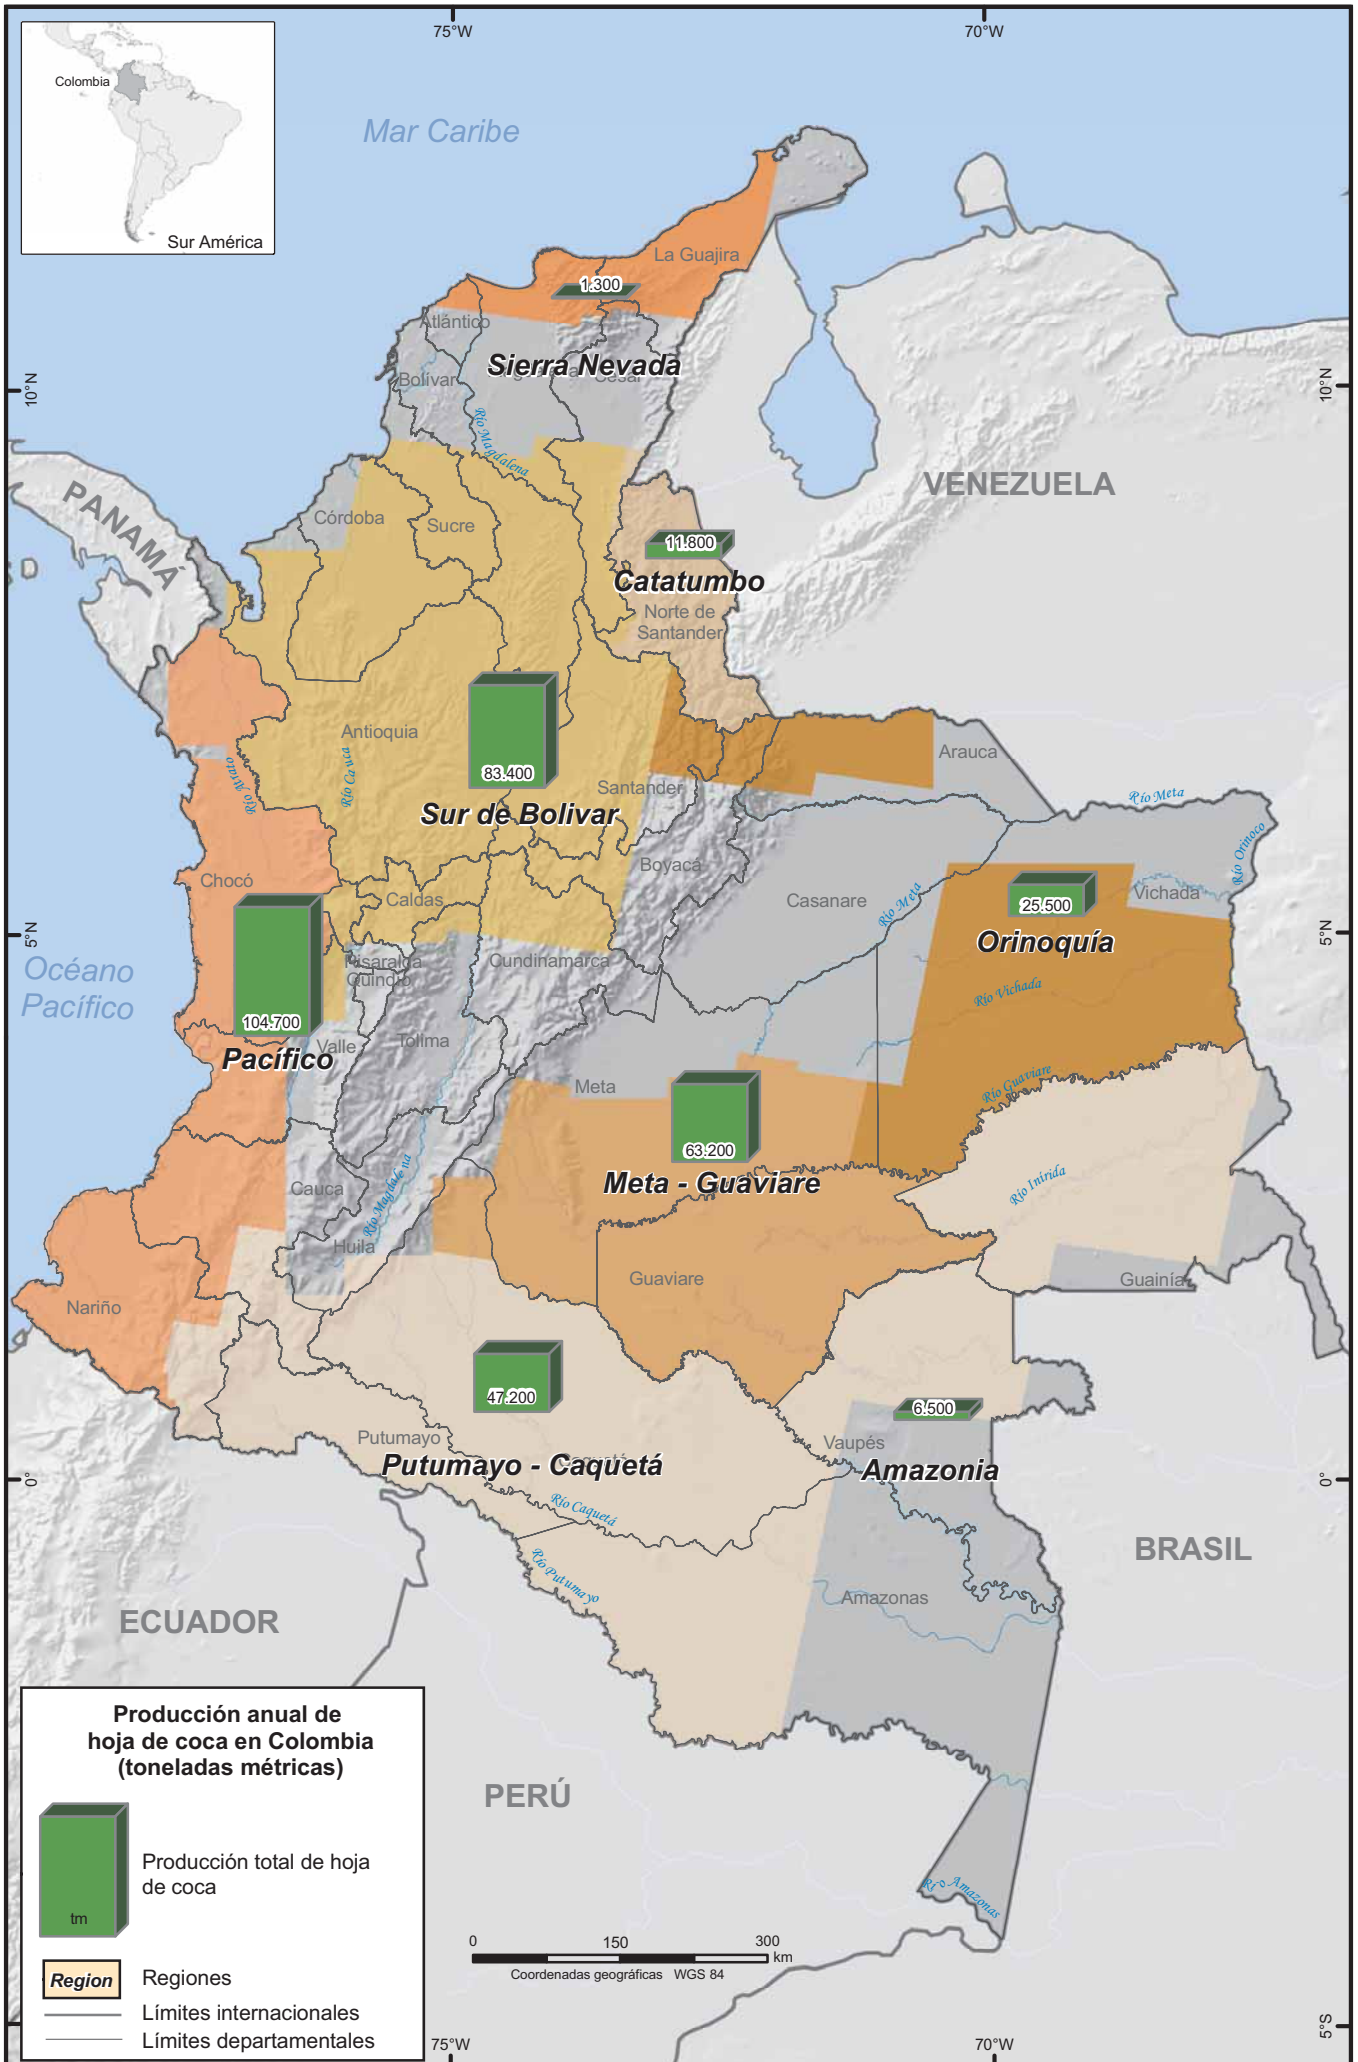 75°W
70°W
Colombia
Sur América
Mar Caribe
La Guajira
1.300
Atlántico
Sierra Nevada
Bolívar
10°N
10°N
Río Magdalena
VENEZUELA
PANAMÁ
Córdoba
Sucre
11.800
Catatumbo
Norte de
Santander
Antioquia
Río Cauca
Río Atrato
83.400
Santander
Sur de Bolivar
Arauca
Río Meta
Río Orinoco
Boyacá
Chocó
Caldas
Casanare
Río Meta
25.500
Vichada
Orinoquía
5°N
5°N
Océano
Pacífico
Risaralda
Quindío
Cundinamarca
Río Vichada
104.700
Pacífico
Valle
Tolima
Meta
63.200
Meta - Guaviare
Río Guaviare
Río Inírida
Cauca
Río Magdalena
Huila
Guaviare
Guainía
Nariño
47.200
6.500
Putumayo
Putumayo - Caquetá
Vaupés
Amazonia
0°
0°
Río Caquetá
Río Putumayo
BRASIL
Amazonas
ECUADOR
PERÚ
Río Amazonas
Producción anual de
hoja de coca en Colombia
(toneladas métricas)
Producción total de hoja
de coca
tm
Region
Regiones
Límites internacionales
Límites departamentales
0 150 300
km
Coordenadas geográficas WGS 84
75°W
70°W
5°S